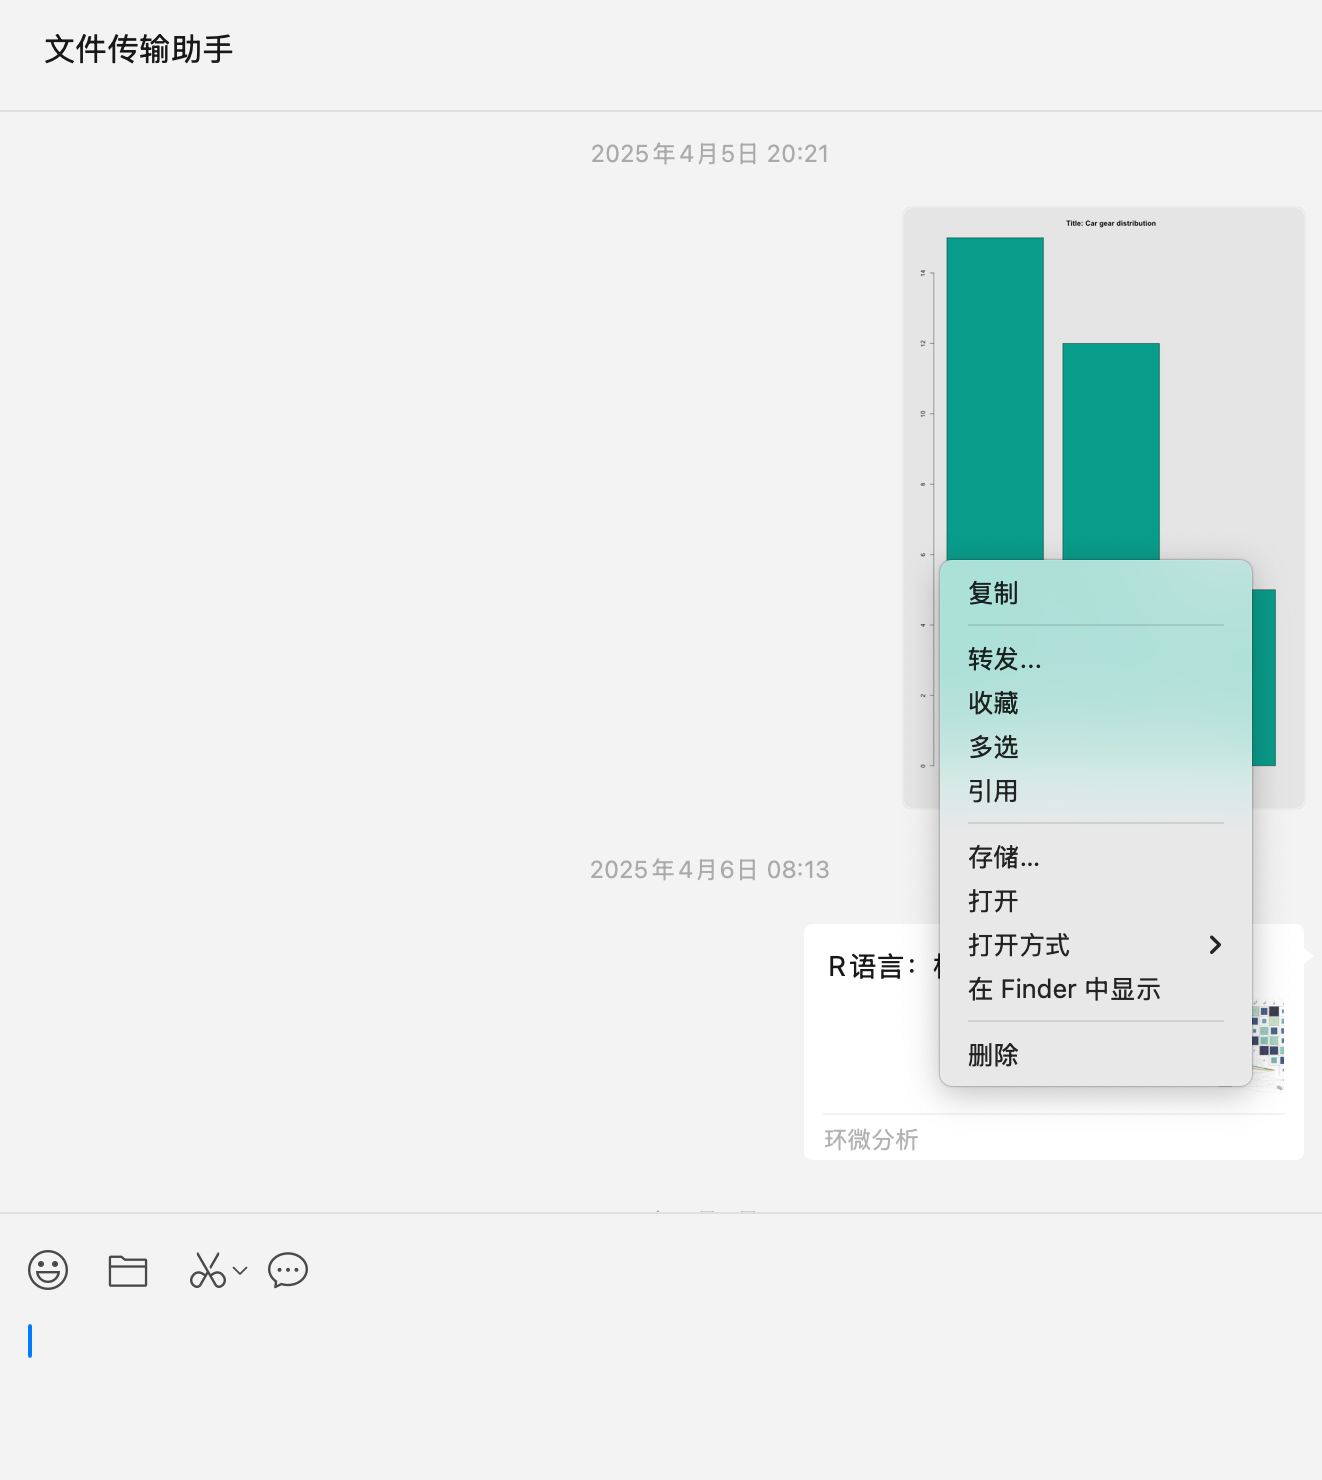 文件传输助手
2025年4月5日 20:21
Title: Car gear distribution
14
12
10
8
6
4
2
0
复制
转发...
收藏
多选
引用
存储...
打开
打开方式
在 Finder 中显示
删除
2025年4月6日 08:13
R语言：
环微分析